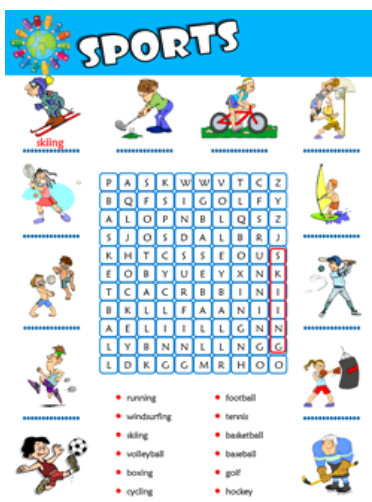 SPORTS
skiing
P A S K W W V T C Z
B Q F S I G O L F Y
A L O P N B L Q S Z
S J O S D A L B R J
K H T C S S E O U S
E O B Y U E Y X N K
T C A C R B B I N I
B K L L F A A N I I
A E L I I L L G N N
L Y B N N L L N G G
L D K G G M R H O O
running
windsurfing
skiing
volleyball
boxing
cycling
football
tennis
basketball
baseball
golf
hockey